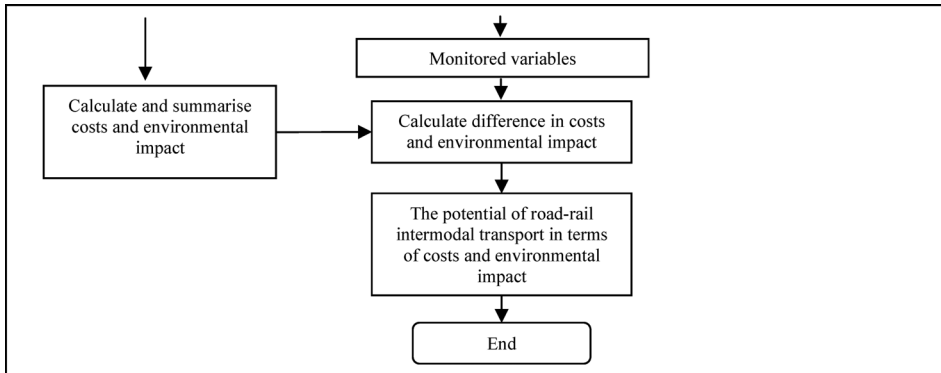 Monitored variables
Calculate and summarise
costs and environmental
impact
Calculate difference in costs
and environmental impact
The potential of road-rail
intermodal transport in terms
of costs and environmental
impact
End